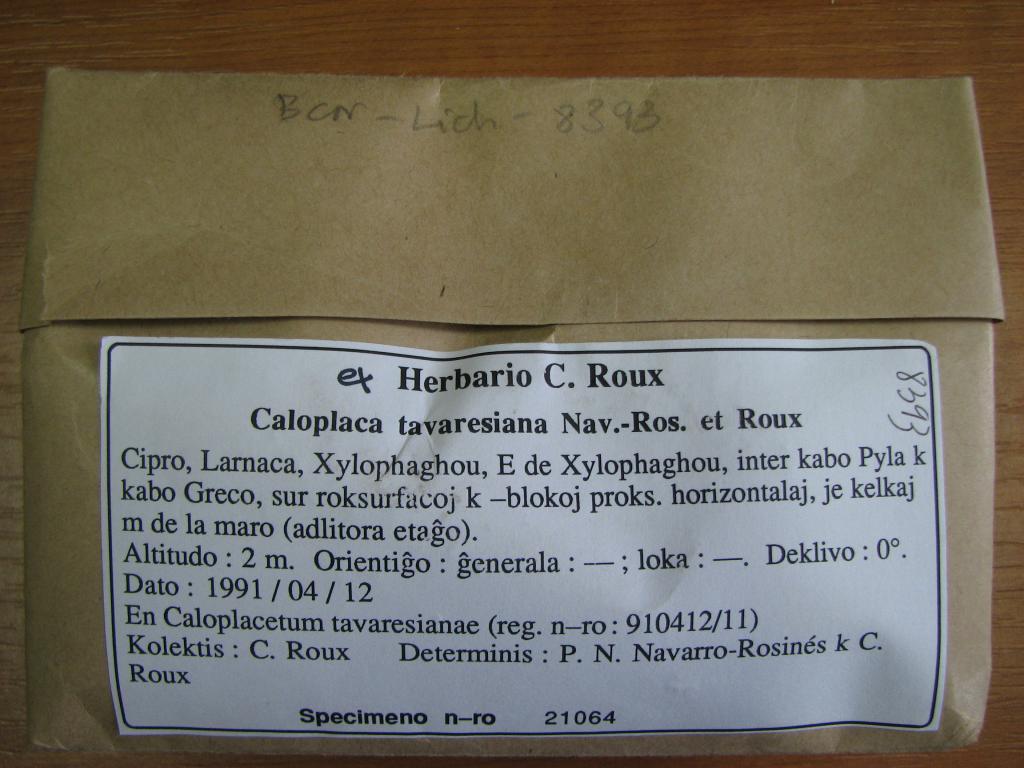 Bcn - Lich - 8393
ex Herbario C. Roux
8393
Caloplaca tavaresiana Nav.-Ros. et Roux
Cipro, Larnaca, Xylophaghou, E de Xylophaghou, inter kabo Pyla k
kabo Greco, sur roksurfacoj k –blokoj proks. horizontalaj, je kelkaj
m de la maro (adlitora etaĝo).
Altitudo : 2 m. Orientiĝo : ĝenerala : — ; loka : —. Deklivo : 0°.
Dato : 1991 / 04 / 12
En Caloplacetum tavaresianae (reg. n–ro : 910412/11)
Kolektis : C. Roux Determinis : P. N. Navarro-Rosinés k C.
Roux
Specimeno n–ro 21064